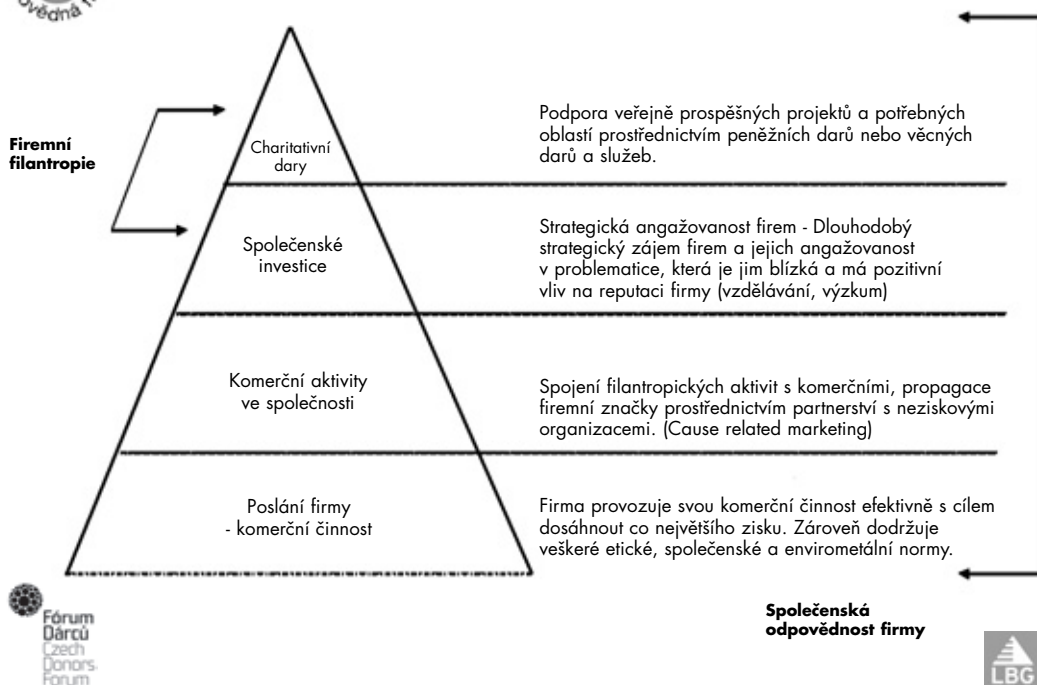 Firemní
filantropie
Charitativní
dary
Podpora veřejně prospěšných projektů a potřebných
oblastí prostřednictvím peněžních darů nebo věcných
darů a služeb.
Společenské
investice
Strategická angažovanost firem - Dlouhodobý
strategický zájem firem a jejich angažovanost
v problematice, která je jim blízká a má pozitivní
vliv na reputaci firmy (vzdělávání, výzkum)
Komerční aktivity
ve společnosti
Spojení filantropických aktivit s komerčními, propagace
firemní značky prostřednictvím partnerství s neziskovými
organizacemi. (Cause related marketing)
Poslání firmy
- komerční činnost
Firma provozuje svou komerční činnost efektivně s cílem
dosáhnout co největšího zisku. Zároveň dodržuje
veškeré etické, společenské a envirometální normy.
Společenská
odpovědnost firmy
Fórum
Dárců
Czech
Donors
Forum
LBG